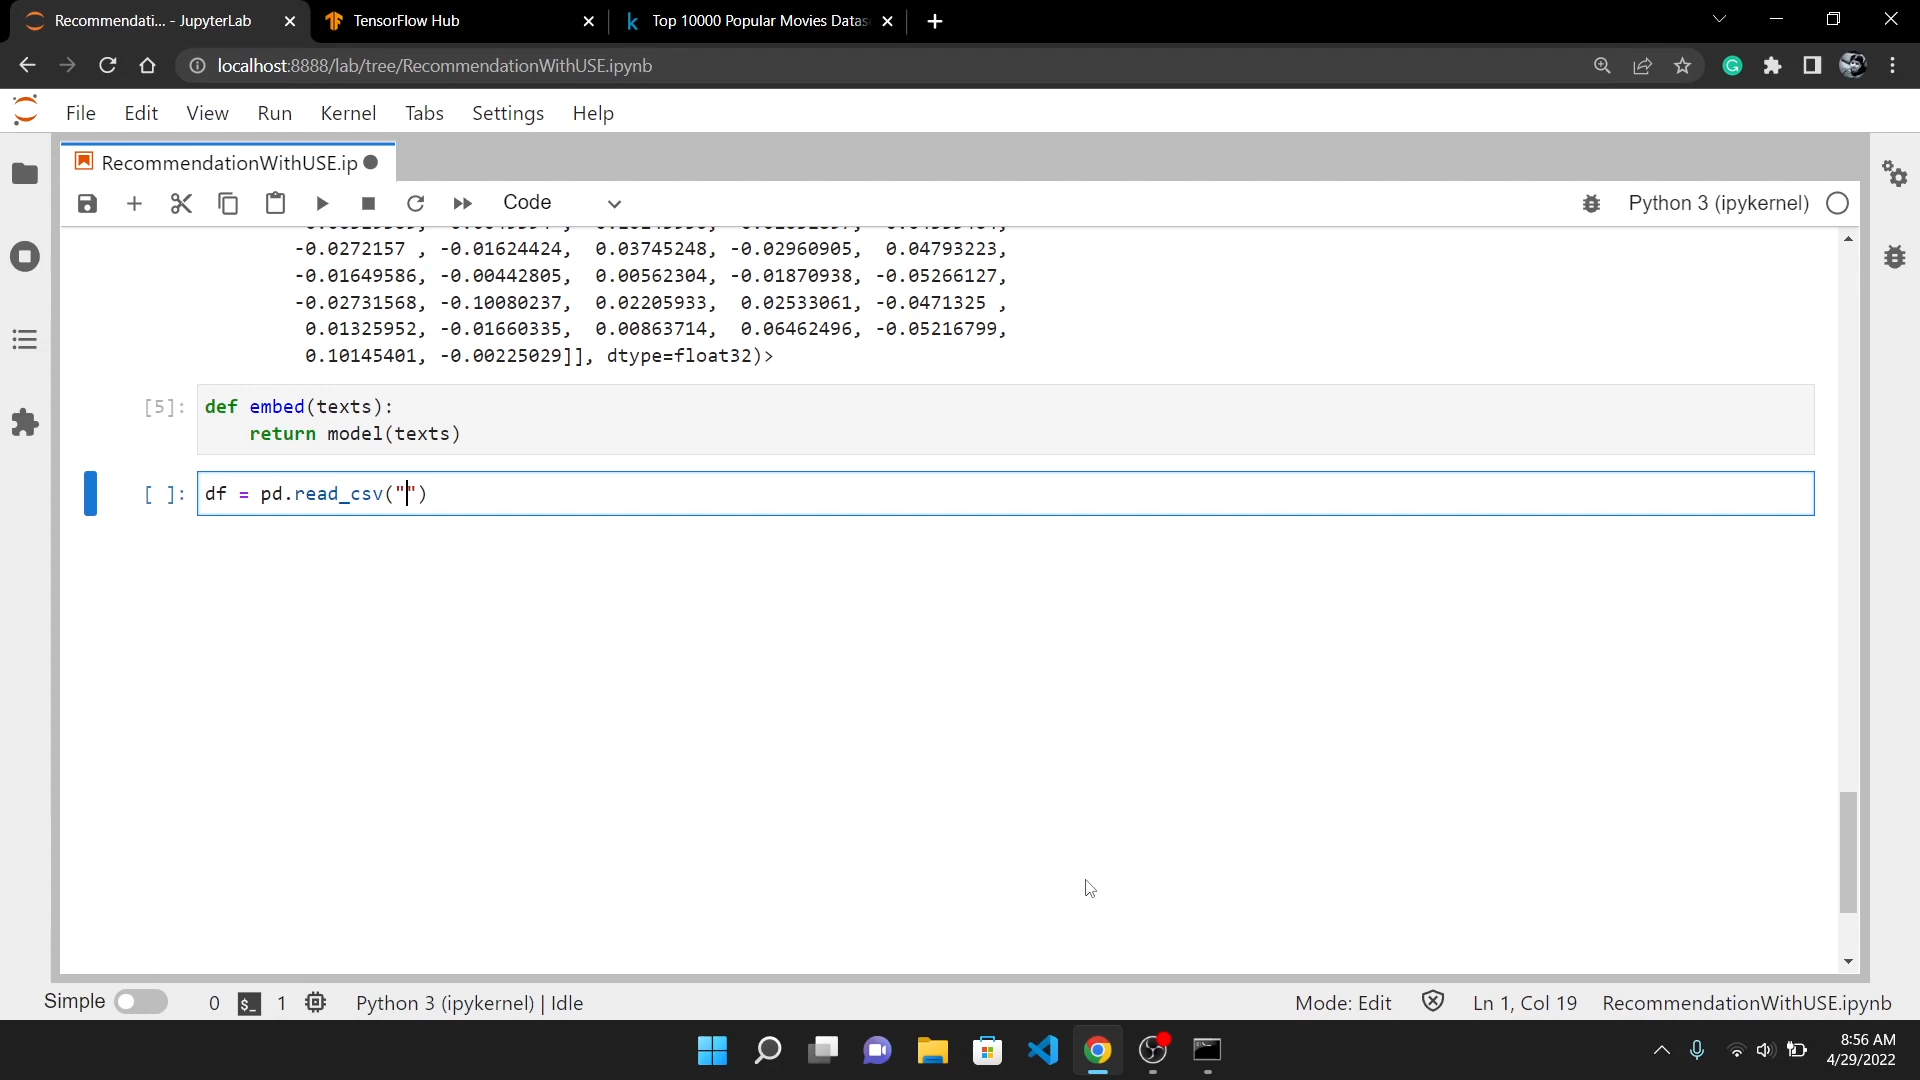 Recommendati... - JupyterLab
TensorFlow Hub
Top 10000 Popular Movies Datas
localhost:8888/lab/tree/RecommendationWithUSE.ipynb
File Edit View Run Kernel Tabs Settings Help
RecommendationWithUSE.ip
Code
Python 3 (ipykernel)
-0.0272157 , -0.01624424, 0.03745248, -0.02960905, 0.04793223,
-0.01649586, -0.00442805, 0.00562304, -0.01870938, -0.05266127,
-0.02731568, -0.10080237, 0.02205933, 0.02533061, -0.0471325 ,
0.01325952, -0.01660335, 0.00863714, 0.06462496, -0.05216799,
0.10145401, -0.00225029]], dtype=float32)>
[5]: def embed(texts):
return model(texts)
[ ]: df = pd.read_csv("")
Simple 0 $_ 1 Python 3 (ipykernel) | Idle Mode: Edit Ln 1, Col 19 RecommendationWithUSE.ipynb
8:56 AM
4/29/2022